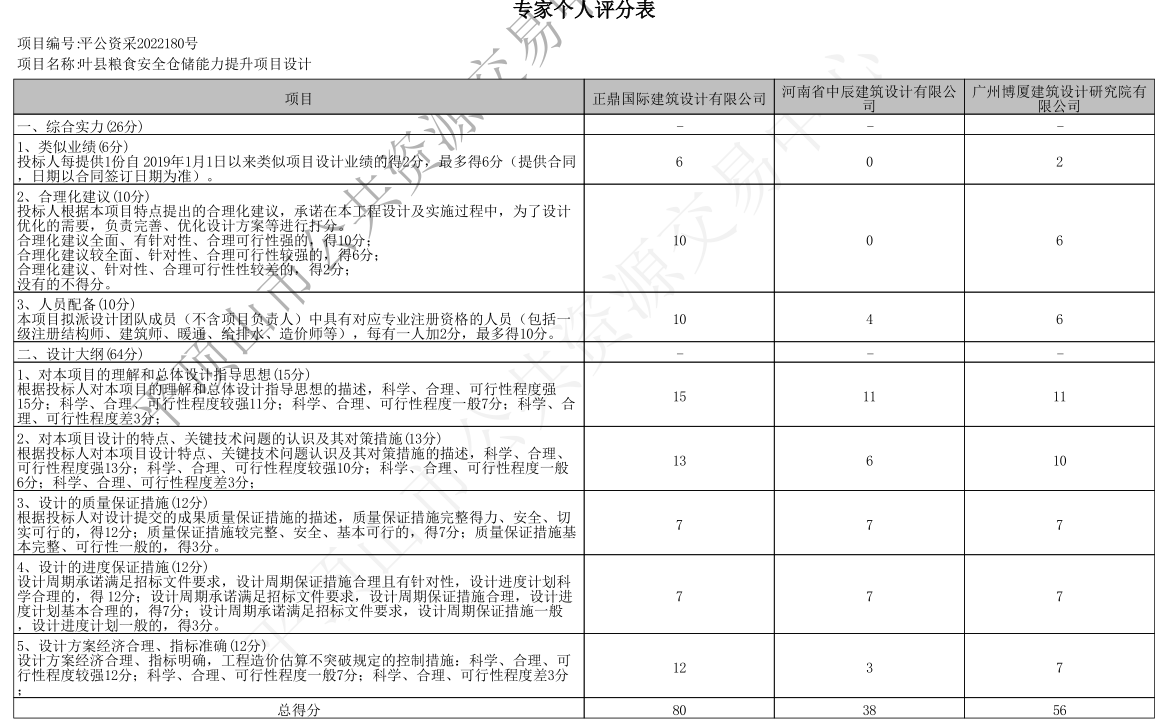 专家个人评分表
项目编号:平公资采2022180号
项目名称:叶县粮食安全仓储能力提升项目设计
项目 正鼎国际建筑设计有限公司 河南省中辰建筑设计有限公司 广州博厦建筑设计研究院有限公司
一、综合实力(26分) － － －
1、类似业绩(6分)
投标人每提供1份自 2019年1月1日以来类似项目设计业绩的得2分，最多得6分（提供合同
，日期以合同签订日期为准）。
6 0 2
2、合理化建议(10分)
投标人根据本项目特点提出的合理化建议，承诺在本工程设计及实施过程中，为了设计
优化的需要，负责完善、优化设计方案等进行打分。
合理化建议全面、有针对性、合理可行性强的，得10分；
合理化建议较全面、针对性、合理可行性较强的，得6分；
合理化建议、针对性、合理可行性性较差的，得2分；
没有的不得分。
10 0 6
3、人员配备(10分)
本项目拟派设计团队成员（不含项目负责人）中具有对应专业注册资格的人员（包括一
级注册结构师、建筑师、暖通、给排水、造价师等），每有一人加2分，最多得10分。
10 4 6
二、设计大纲(64分) － － －
1、对本项目的理解和总体设计指导思想(15分)
根据投标人对本项目的理解和总体设计指导思想的描述，科学、合理、可行性程度强
15分；科学、合理、可行性程度较强11分；科学、合理、可行性程度一般7分；科学、合
理、可行性程度差3分；
15 11 11
2、对本项目设计的特点、关键技术问题的认识及其对策措施(13分)
根据投标人对本项目设计特点、关键技术问题认识及其对策措施的描述，科学、合理、
可行性程度强13分；科学、合理、可行性程度较强10分；科学、合理、可行性程度一般
6分；科学、合理、可行性程度差3分；
13 6 10
3、设计的质量保证措施(12分)
根据投标人对设计提交的成果质量保证措施的描述，质量保证措施完整得力、安全、切
实可行的，得12分；质量保证措施较完整、安全、基本可行的，得7分；质量保证措施基
本完整、可行性一般的，得3分。
7 7 7
4、设计的进度保证措施(12分)
设计周期承诺满足招标文件要求，设计周期保证措施合理且有针对性，设计进度计划科
学合理的，得 12分；设计周期承诺满足招标文件要求，设计周期保证措施合理，设计进
度计划基本合理的，得7分；设计周期承诺满足招标文件要求，设计周期保证措施一般
，设计进度计划一般的，得3分。
7 7 7
5、设计方案经济合理、指标准确(12分)
设计方案经济合理、指标明确，工程造价估算不突破规定的控制措施：科学、合理、可
行性程度较强12分；科学、合理、可行性程度一般7分；科学、合理、可行性程度差3分
；
12 3 7
总得分 80 38 56
平顶山市公共资源交易中
平顶山市公共资源交易中心